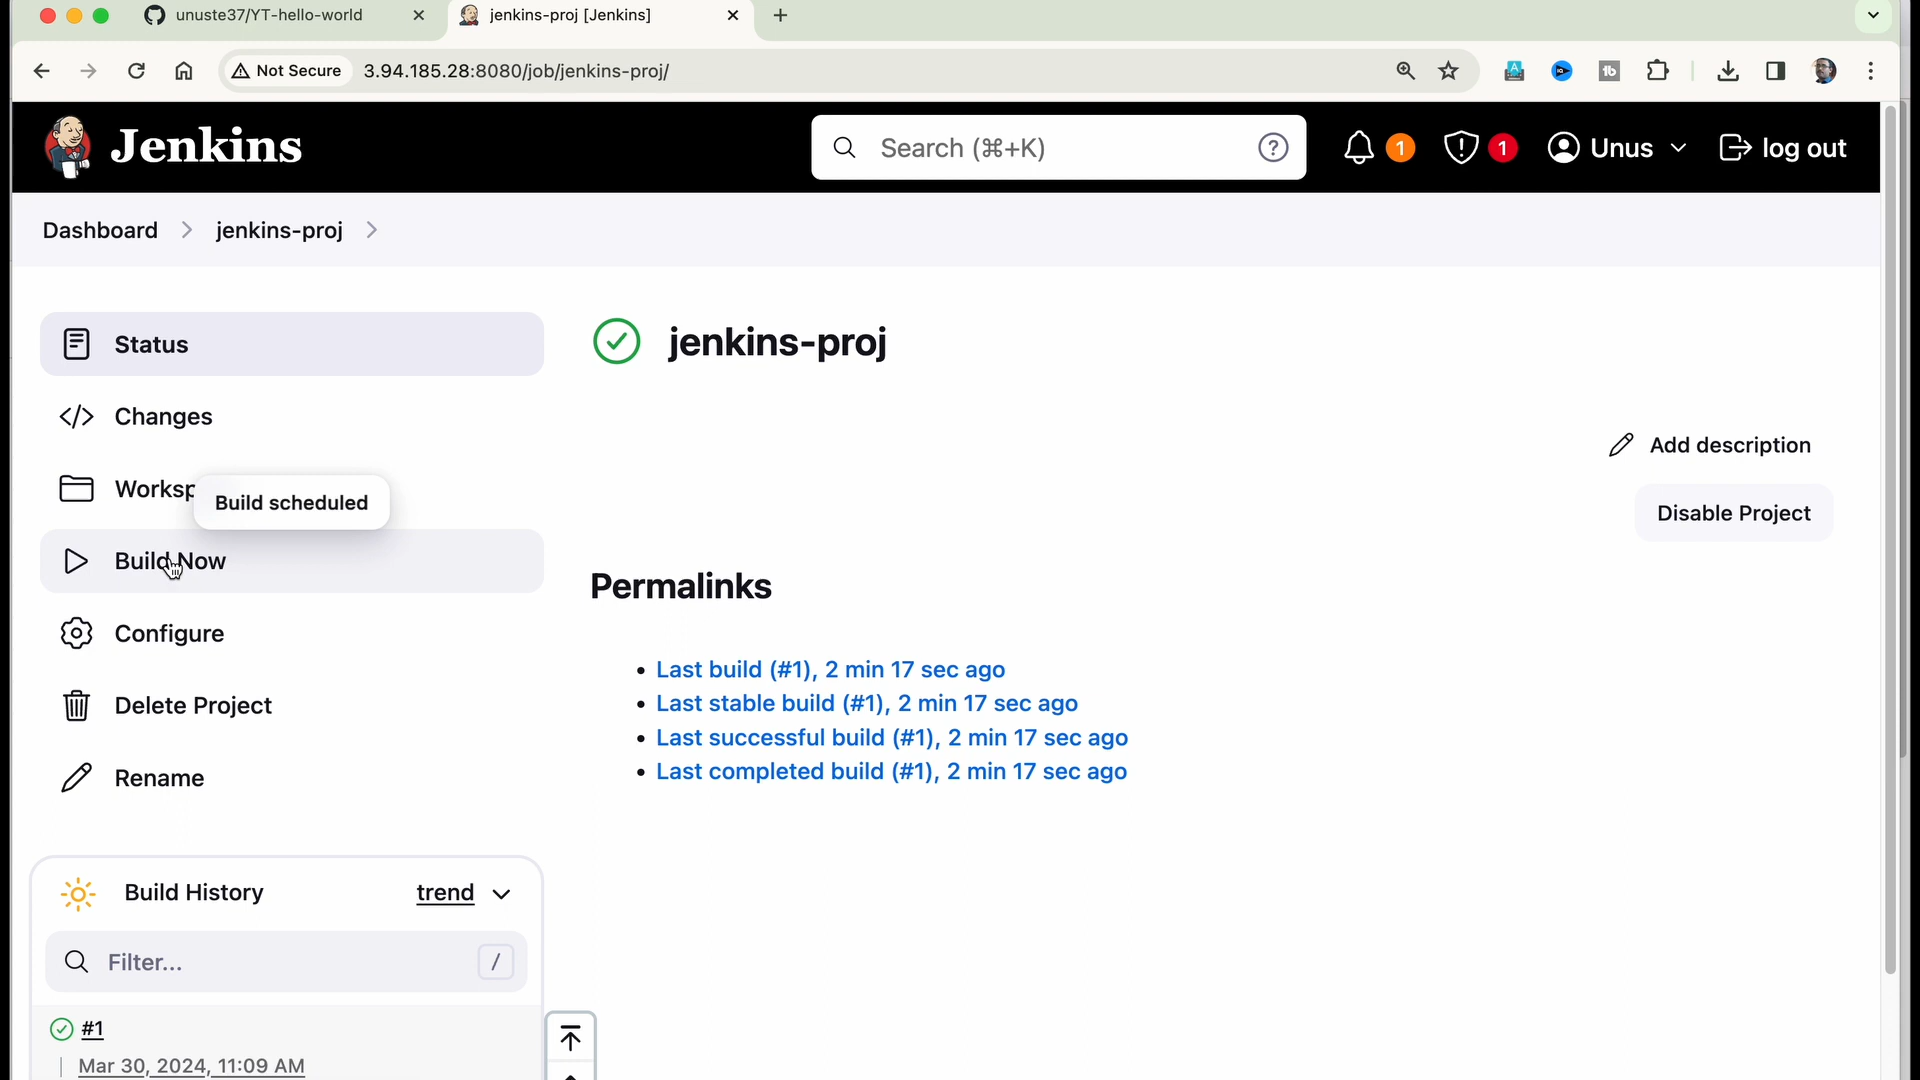 unuste37/YT-hello-world
jenkins-proj [Jenkins]
Not Secure
3.94.185.28:8080/job/jenkins-proj/
Jenkins
Search (⌘+K)
1
1
Unus
log out
Dashboard
jenkins-proj
Status
jenkins-proj
Changes
Add description
Worksp
Build scheduled
Disable Project
Build Now
Permalinks
Configure
Last build (#1), 2 min 17 sec ago
Last stable build (#1), 2 min 17 sec ago
Delete Project
Last successful build (#1), 2 min 17 sec ago
Last completed build (#1), 2 min 17 sec ago
Rename
Build History
trend
Filter...
/
#1
Mar 30, 2024, 11:09 AM